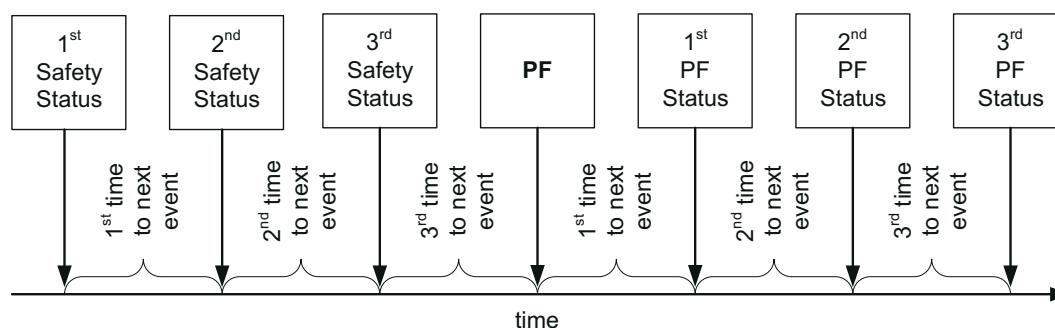 1st
Safety
Status
2nd
Safety
Status
3rd
Safety
Status
PF
1st
PF
Status
2nd
PF
Status
3rd
PF
Status
1st time
to next
event
2nd time
to next
event
3rd time
to next
event
1st time
to next
event
2nd time
to next
event
3rd time
to next
event
time